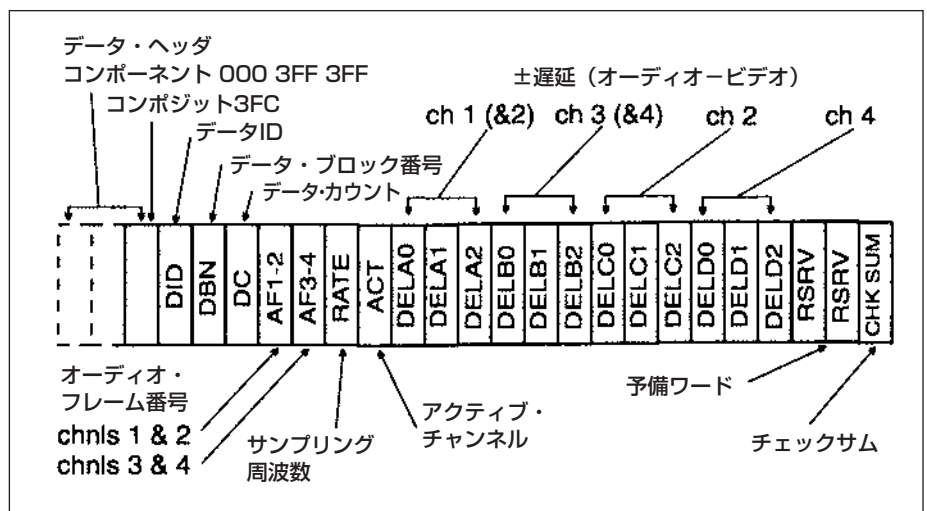 データ・ヘッダ
コンポーネント 000 3FF 3FF
コンポジット3FC
データID
データ・ブロック番号
データ・カウント
±遅延（オーディオ－ビデオ）
ch 1 (&2)
ch 3 (&4)
ch 2
ch 4
DID
DBN
DC
AF1-2
AF3-4
RATE
ACT
DELA0
DELA1
DELA2
DELB0
DELB1
DELB2
DELC0
DELC1
DELC2
DELD0
DELD1
DELD2
RSRV
RSRV
CHK SUM
オーディオ・
フレーム番号
chnls 1 & 2
chnls 3 & 4
サンプリング
周波数
アクティブ・
チャンネル
予備ワード
チェックサム